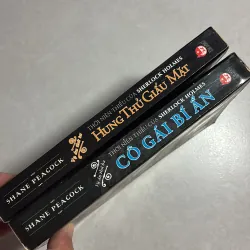 SHANE PEACOCK
THỜI NIÊN THIẾU CỦA SHERLOCK HOLMES
HUNG THỦ GIẤU MẶT
SHANE PEACOCK
THỜI NIÊN THIẾU CỦA SHERLOCK HOLMES
CÔ GÁI BÍ ẨN